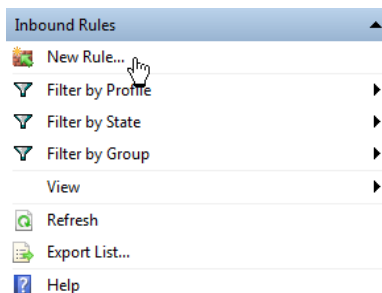 Inbound Rules
New Rule...
Filter by Profile
Filter by State
Filter by Group
View
Refresh
Export List...
Help